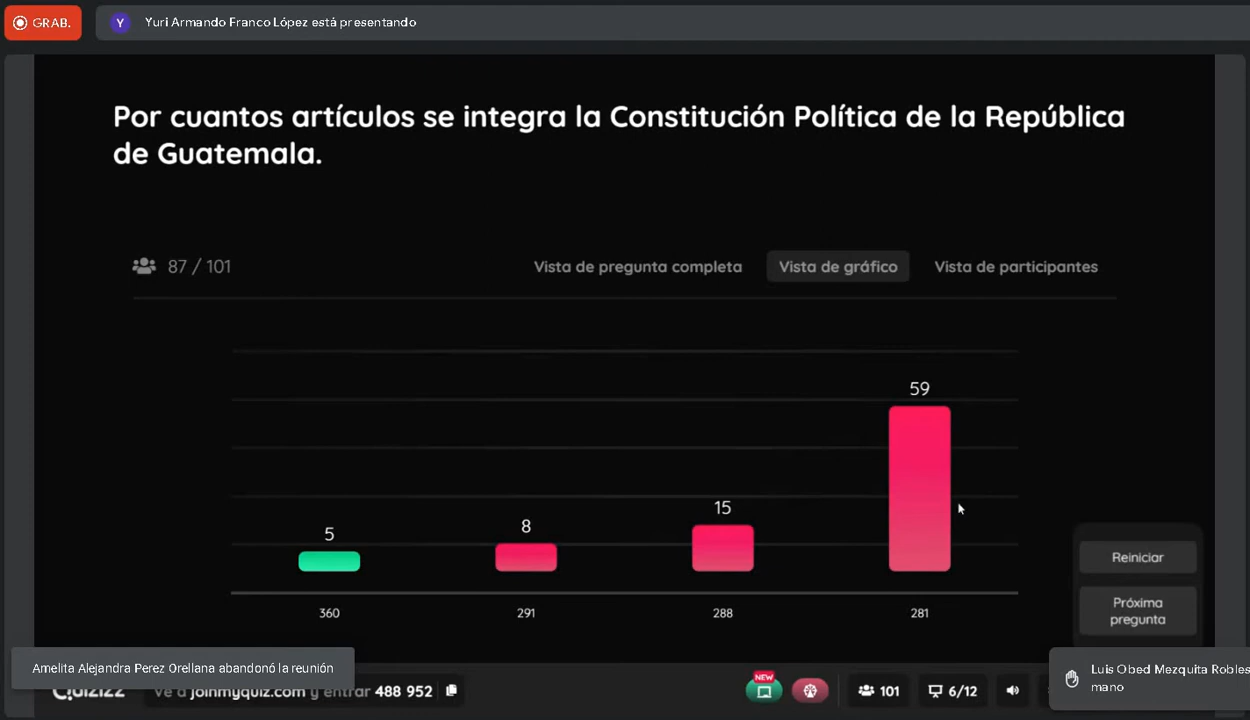 GRAB.
Y
Yuri Armando Franco López está presentando
Por cuantos artículos se integra la Constitución Política de la República
de Guatemala.
87 / 101
Vista de pregunta completa
Vista de gráfico
Vista de participantes
5
8
15
59
360
291
288
281
Reiniciar
Próxima
pregunta
Amelita Alejandra Perez Orellana abandonó la reunión
Quizizz
Ve a joinmyquiz.com y entrar 488 952
NEW
101
6/12
Luis Obed Mezquita Robles
mano